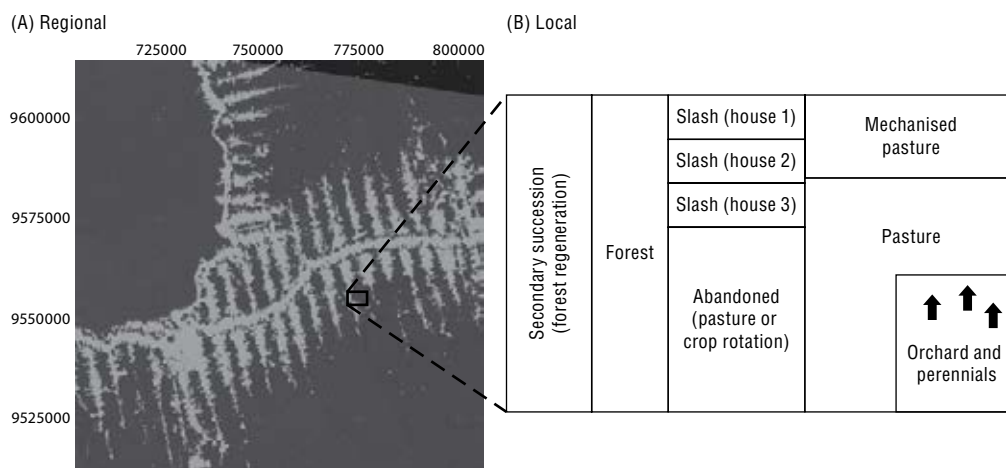 (A) Regional
725000 750000 775000 800000
9600000
9575000
9550000
9525000
(B) Local
Secondary succession
(forest regeneration)
Forest
Slash (house 1)
Slash (house 2)
Slash (house 3)
Abandoned
(pasture or
crop rotation)
Mechanised
pasture
Pasture
Orchard and
perennials